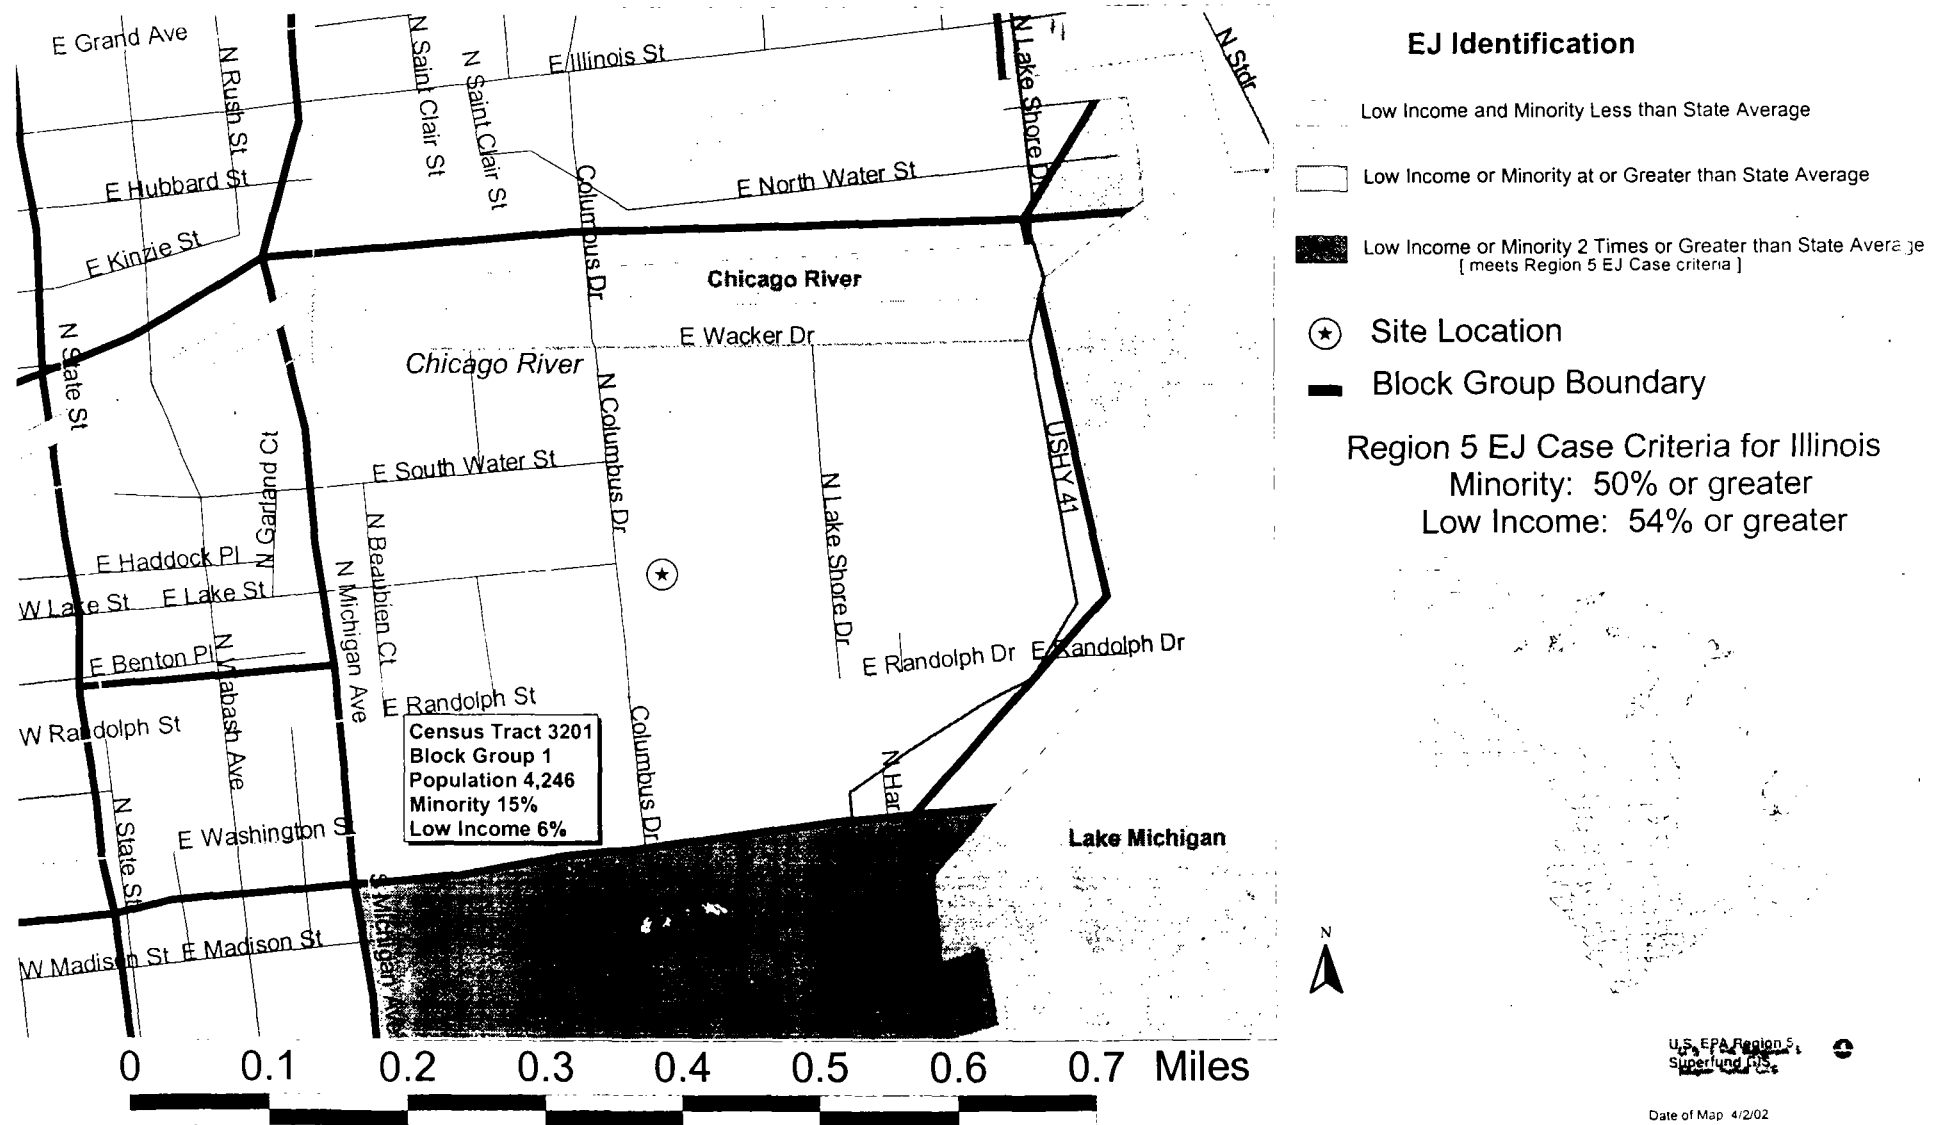 E Grand Ave
N Rush St
N Saint Clair St
N Saint Clair St
E Illinois St
N Lake Shore Dr
N Stdr
E Hubbard St
Columbus Dr
E North Water St
E Kinzie St
Chicago River
N State St
Chicago River
E Wacker Dr
N Garland Ct
E South Water St
N Columbus Dr
N Lake Shore Dr
USHY 41
E Haddock Pl
N Beaubien Ct
N Michigan Ave
W Lake St
E Lake St
E Benton Pl
N Wabash Ave
E Randolph St
E Randolph Dr
E Randolph Dr
W Randolph St
Census Tract 3201
Block Group 1
Population 4,246
Minority 15%
Low Income 6%
Columbus Dr
N Har
N State St
E Washington St
Lake Michigan
S Michigan Ave
W Madison St
E Madison St
0 0.1 0.2 0.3 0.4 0.5 0.6 0.7 Miles
EJ Identification
Low Income and Minority Less than State Average
Low Income or Minority at or Greater than State Average
Low Income or Minority 2 Times or Greater than State Average
[ meets Region 5 EJ Case criteria ]
Site Location
Block Group Boundary
Region 5 EJ Case Criteria for Illinois
Minority: 50% or greater
Low Income: 54% or greater
N
U.S. EPA Region 5
Superfund GIS
Date of Map 4/2/02